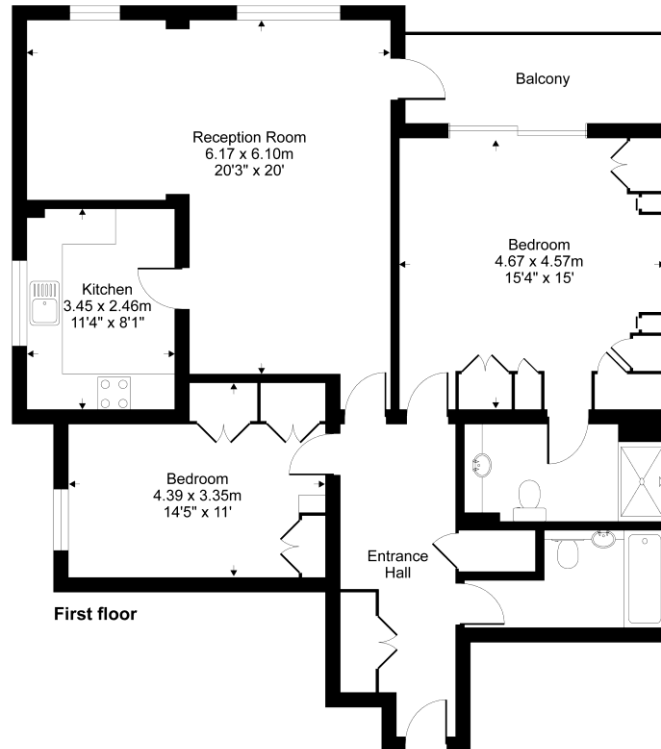 Balcony
Reception Room
6.17 x 6.10m
20'3" x 20'
Bedroom
4.67 x 4.57m
15'4" x 15'
Kitchen
3.45 x 2.46m
11'4" x 8'1"
Bedroom
4.39 x 3.35m
14'5" x 11'
Entrance
Hall
First floor